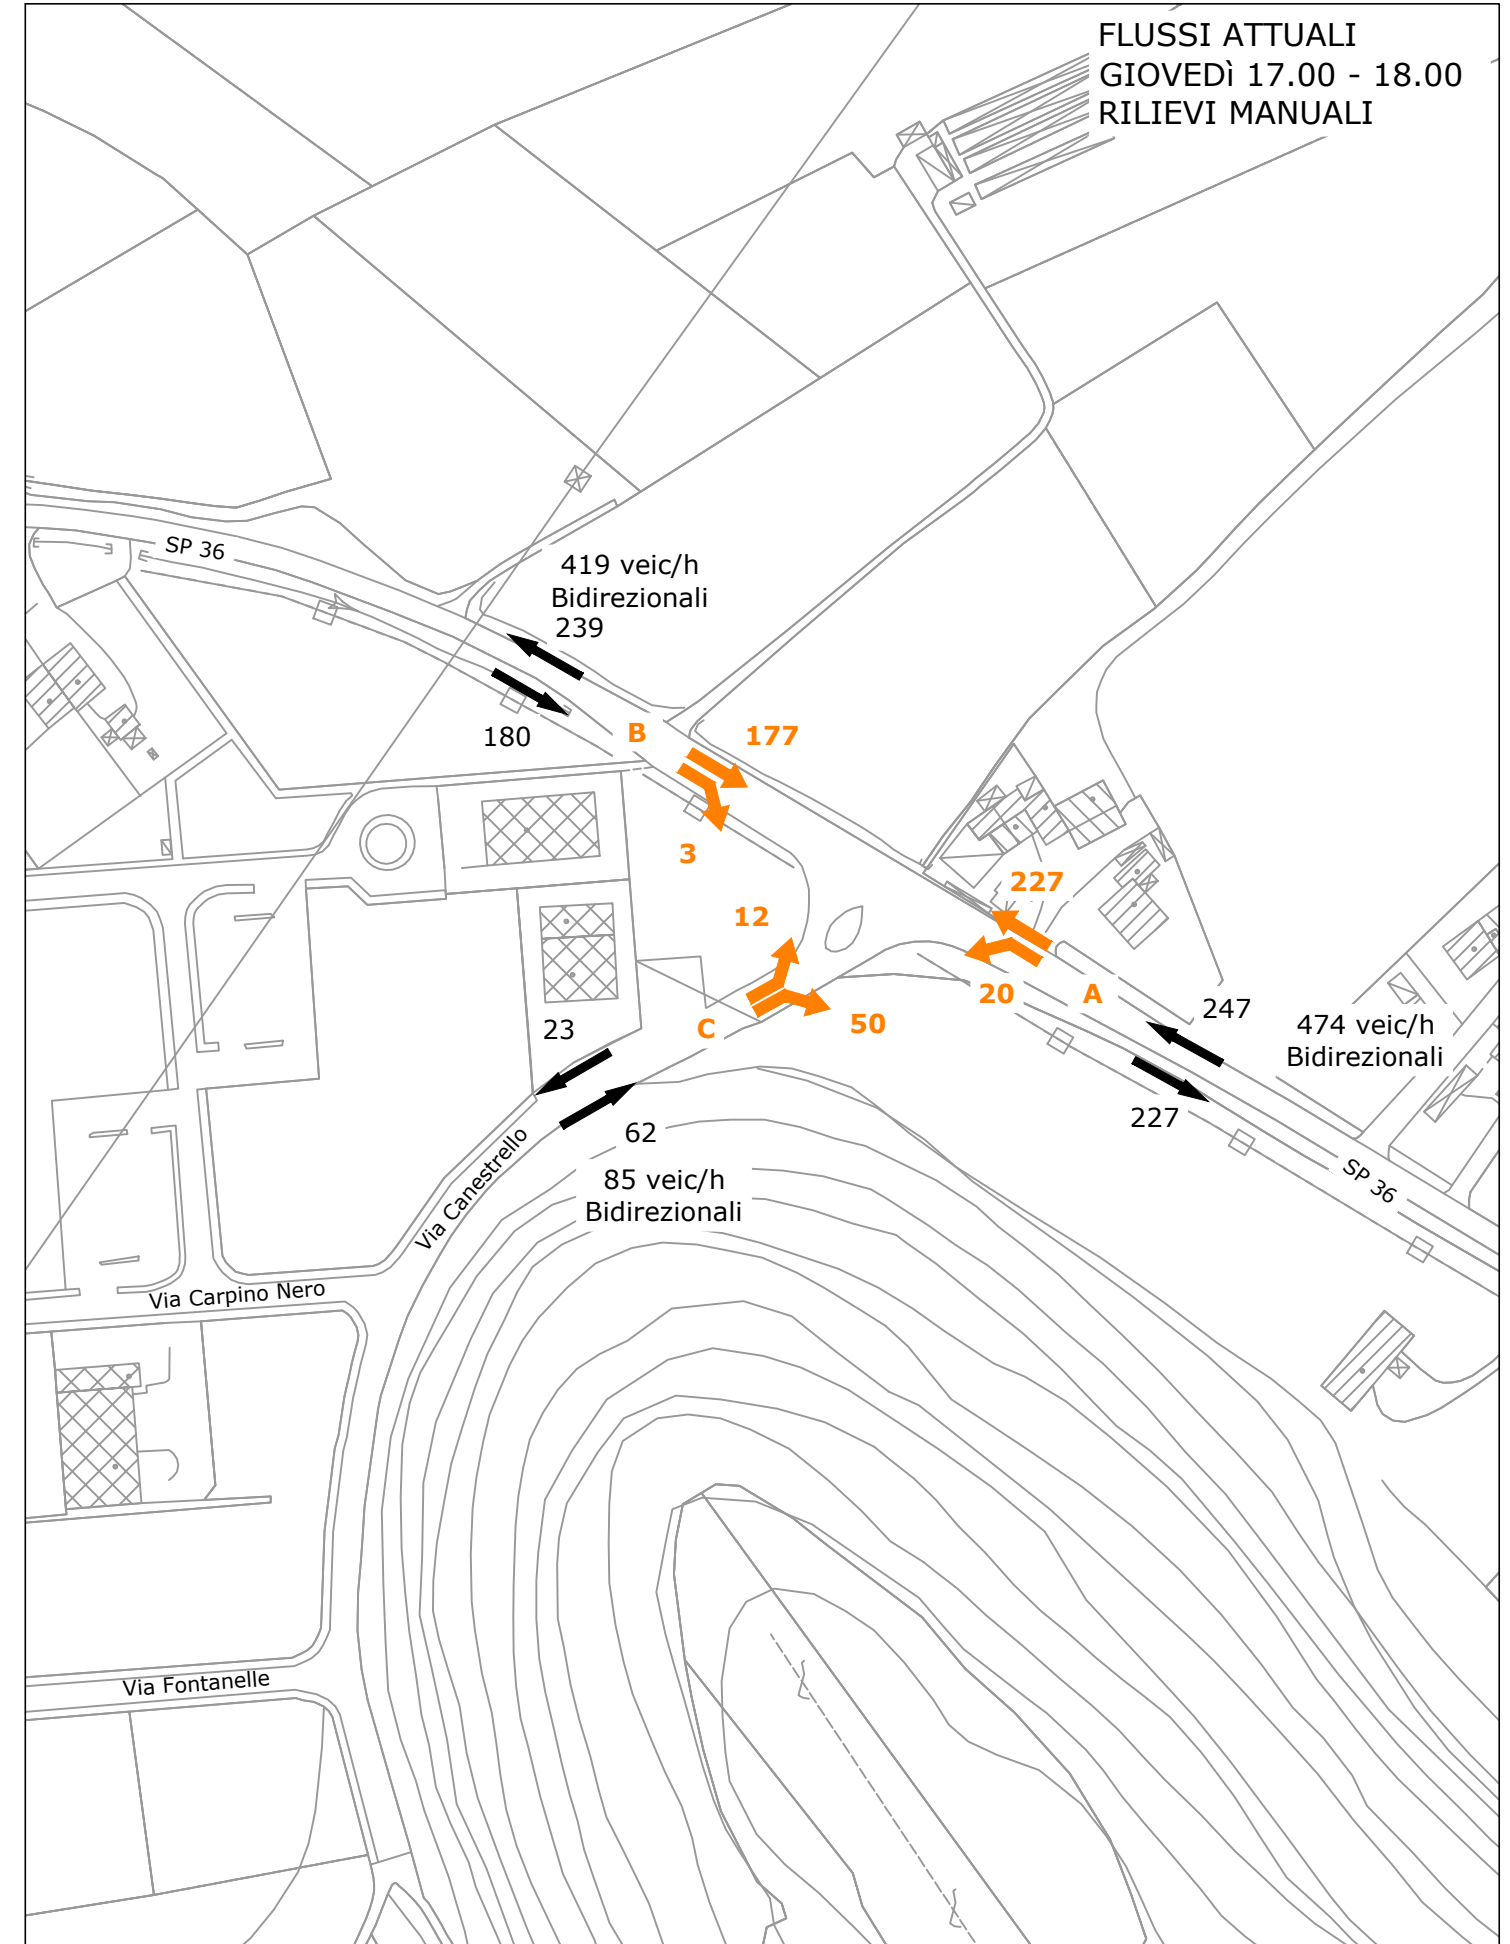 FLUSSI ATTUALI
GIOVEDì 17.00 - 18.00
RILIEVI MANUALI
SP 36
419 veic/h
Bidirezionali
239
180
B
177
3
227
12
20
A
50
C
247
474 veic/h
Bidirezionali
23
227
62
85 veic/h
Bidirezionali
SP 36
Via Canestrello
Via Carpino Nero
Via Fontanelle